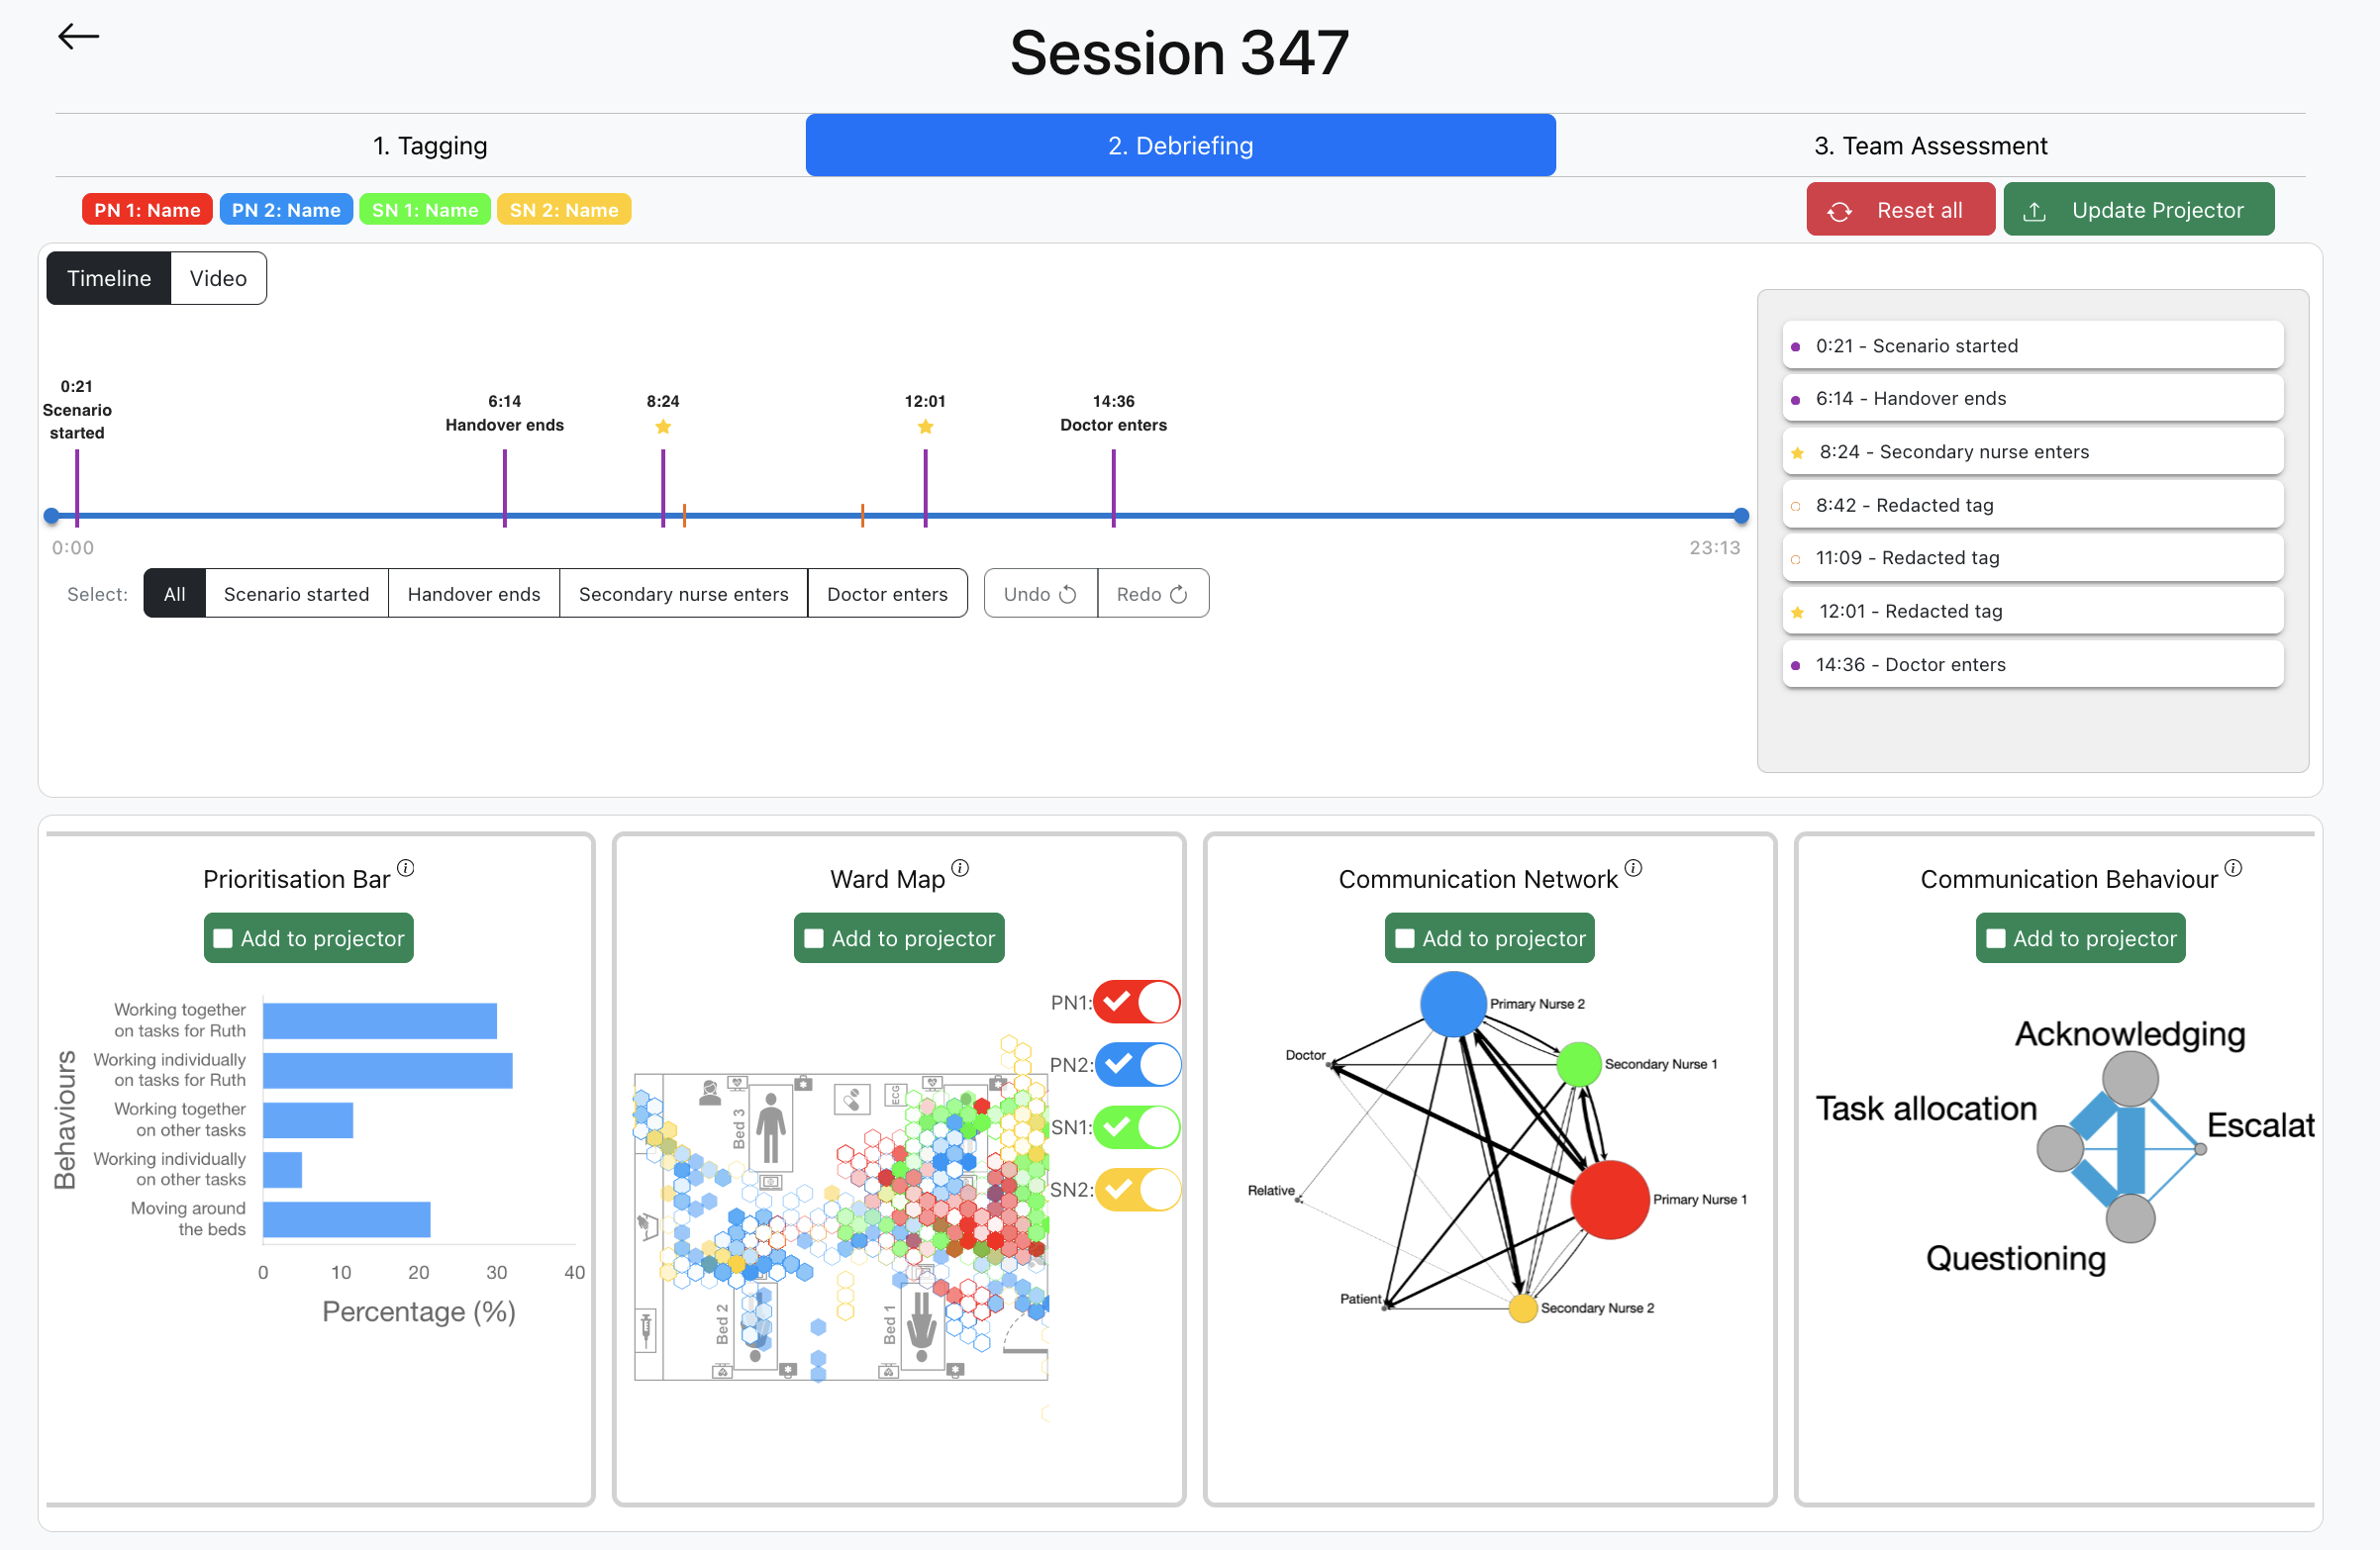 Session 347
1. Tagging
2. Debriefing
3. Team Assessment
PN 1: Name
PN 2: Name
SN 1: Name
SN 2: Name
Reset all
Update Projector
Timeline
Video
0:21
Scenario
started
6:14
Handover ends
8:24
12:01
14:36
Doctor enters
0:00
23:13
Select:
All
Scenario started
Handover ends
Secondary nurse enters
Doctor enters
Undo
Redo
0:21 - Scenario started
6:14 - Handover ends
8:24 - Secondary nurse enters
8:42 - Redacted tag
11:09 - Redacted tag
12:01 - Redacted tag
14:36 - Doctor enters
Prioritisation Bar
Add to projector
Behaviours
Working together
on tasks for Ruth
Working individually
on tasks for Ruth
Working together
on other tasks
Working individually
on other tasks
Moving around
the beds
0
10
20
30
40
Percentage (%)
Ward Map
Add to projector
PN1:
PN2:
SN1:
SN2:
Bed 3
ECG
Bed 2
Bed 1
Communication Network
Add to projector
Primary Nurse 2
Doctor
Secondary Nurse 1
Relative
Primary Nurse 1
Patient
Secondary Nurse 2
Communication Behaviour
Add to projector
Acknowledging
Task allocation
Escalat
Questioning